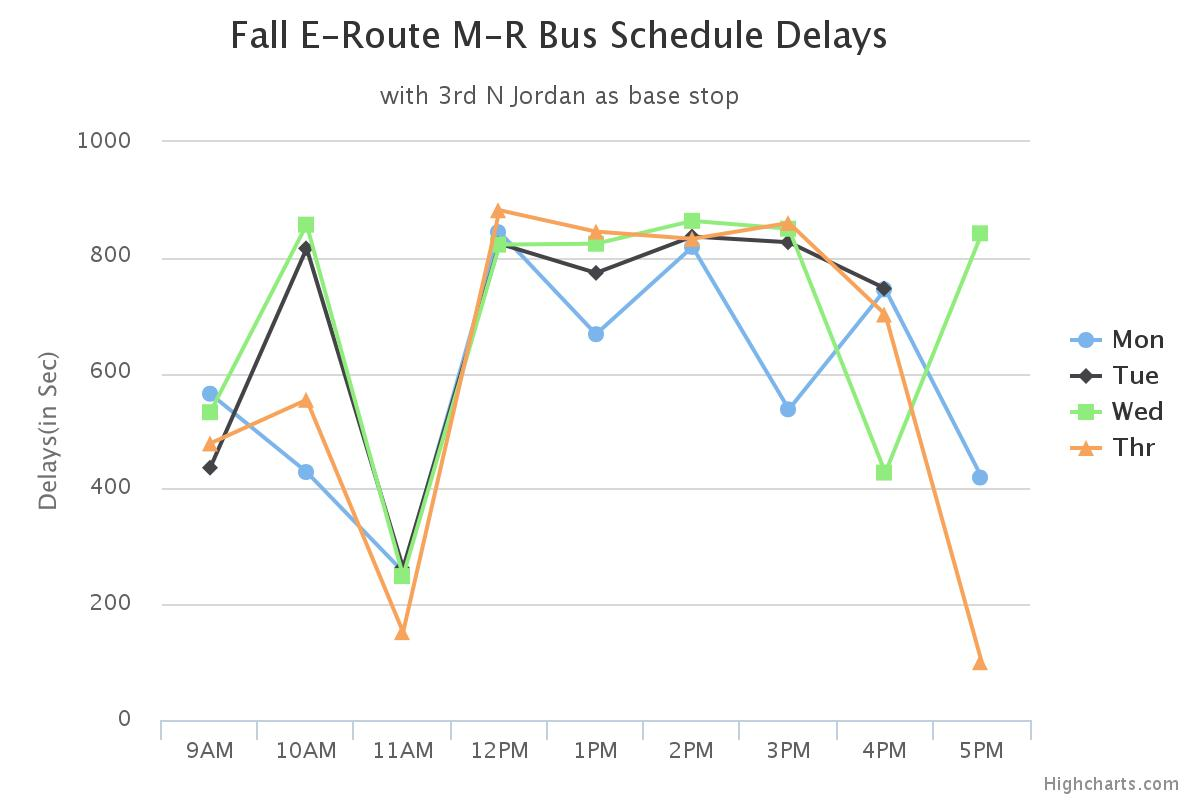 Fall E-Route M-R Bus Schedule Delays
with 3rd N Jordan as base stop
Delays(in Sec)
1000
800
600
400
200
0
9AM 10AM 11AM 12PM 1PM 2PM 3PM 4PM 5PM
Mon
Tue
Wed
Thr
Highcharts.com